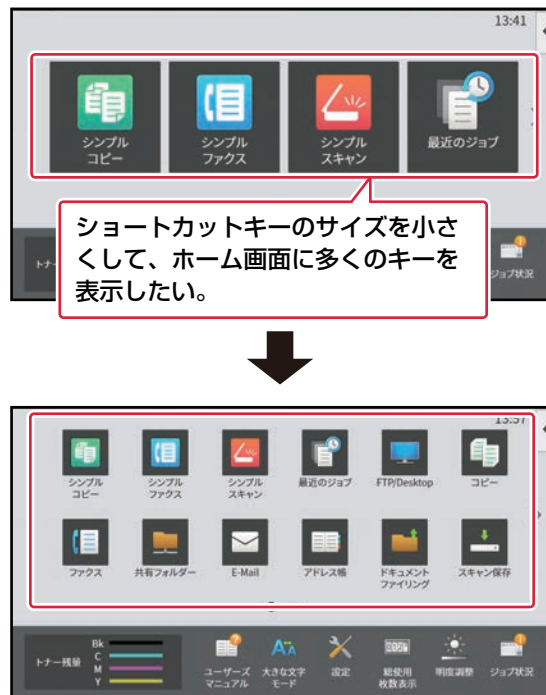 13:41
シンプル
コピー
シンプル
ファクス
シンプル
スキャン
最近のジョブ
ショートカットキーのサイズを小さ
くして、ホーム画面に多くのキーを
表示したい。
トナー
ジョブ状況
13:57
シンプル
コピー
シンプル
ファクス
シンプル
スキャン
最近のジョブ
FTP/Desktop
コピー
ファクス
共有フォルダー
E-Mail
アドレス帳
ドキュメント
ファイリング
スキャン保存
トナー残量
Bk
C
M
Y
ユーザーズ
マニュアル
大きな文字
モード
設定
総使用
枚数表示
明度調整
ジョブ状況